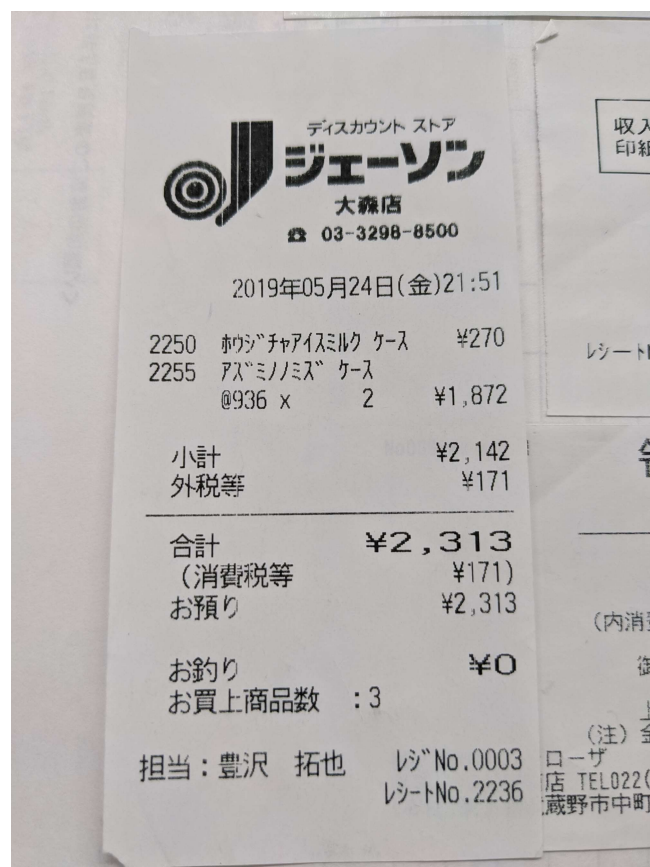 ディスカウント ストア
ジェーソン
大森店
☎ 03-3298-8500
2019年05月24日(金)21:51
2250 ﾎｳｼﾞﾁｬｱｲｽﾐﾙｸ ｹｰｽ ¥270
2255 ｱｽﾞﾐﾉﾉﾐｽﾞ ｹｰｽ
@936 x 2 ¥1,872
小計 ¥2,142
外税等 ¥171
合計 ¥2,313
(消費税等 ¥171)
お預り ¥2,313
お釣り ¥0
お買上商品数 :3
担当:豊沢 拓也 ﾚｼﾞNo.0003
ﾚｼｰﾄNo.2236
収入
印紙
ﾚｼｰﾄ
(内消費
(注)
ローザ
店 TEL022(
蔵野市中町